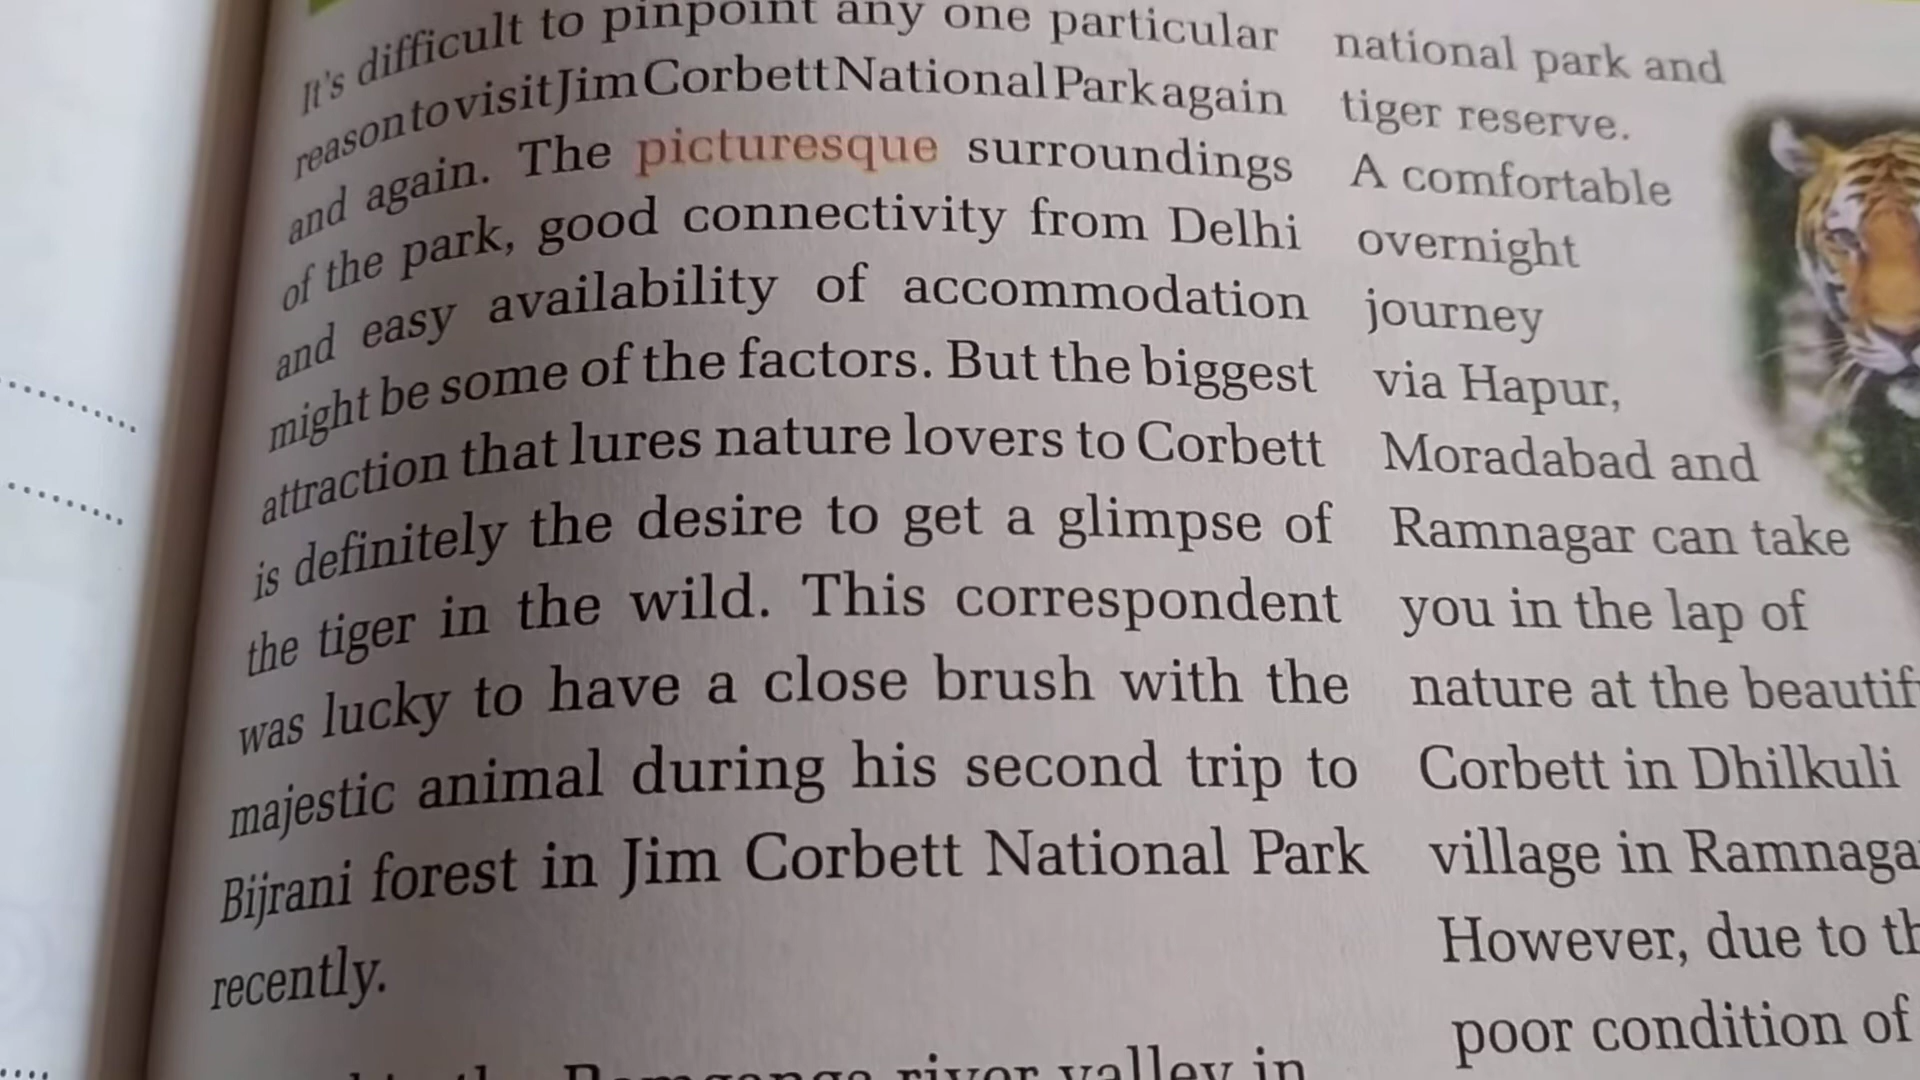 It's difficult to pinpoint any one particular
reason to visit Jim Corbett National Park again
and again. The picturesque surroundings
of the park, good connectivity from Delhi
and easy availability of accommodation
might be some of the factors. But the biggest
attraction that lures nature lovers to Corbett
is definitely the desire to get a glimpse of
the tiger in the wild. This correspondent
was lucky to have a close brush with the
majestic animal during his second trip to
Bijrani forest in Jim Corbett National Park
recently.
river valley in
national park and
tiger reserve.
A comfortable
overnight
journey
via Hapur,
Moradabad and
Ramnagar can take
you in the lap of
nature at the
Corbett in Dhilkuli
village in
However, due to
poor condition of